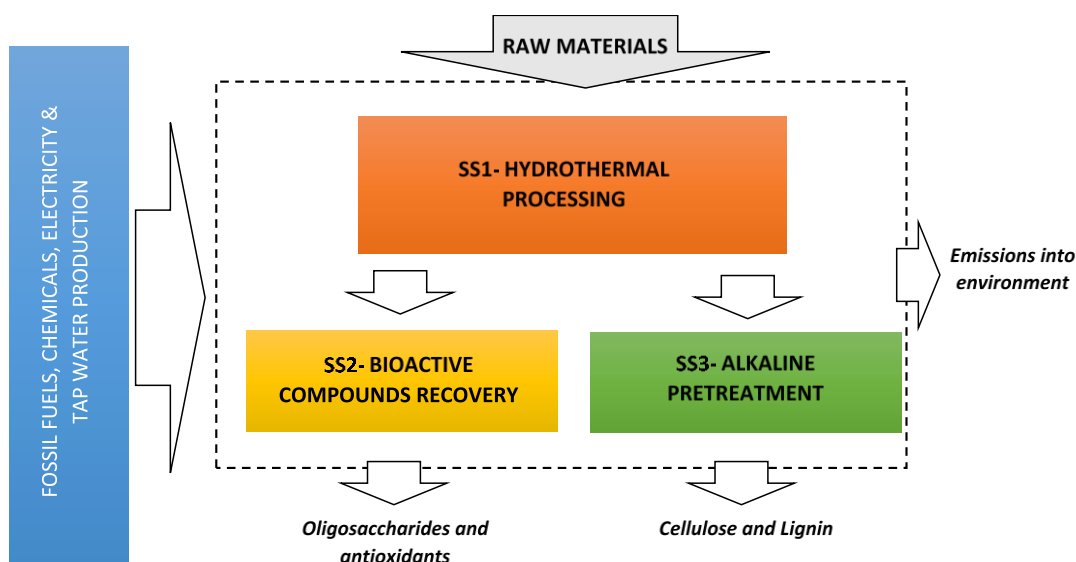 RAW MATERIALS
FOSSIL FUELS, CHEMICALS, ELECTRICITY &
TAP WATER PRODUCTION
SS1- HYDROTHERMAL
PROCESSING
Emissions into
environment
SS2- BIOACTIVE
COMPOUNDS RECOVERY
SS3- ALKALINE
PRETREATMENT
Oligosaccharides and
antioxidants
Cellulose and Lignin